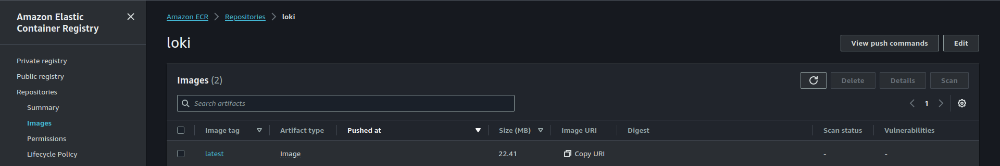 Amazon Elastic
Container Registry
Private registry
Public registry
Repositories
Summary
Images
Permissions
Lifecycle Policy
Amazon ECR Repositories loki
loki
View push commands Edit
Images (2)
Delete Details Scan
Search artifacts
1
Image tag Artifact type Pushed at Size (MB) Image URI Digest Scan status Vulnerabilities
latest Image 22.41 Copy URI - -